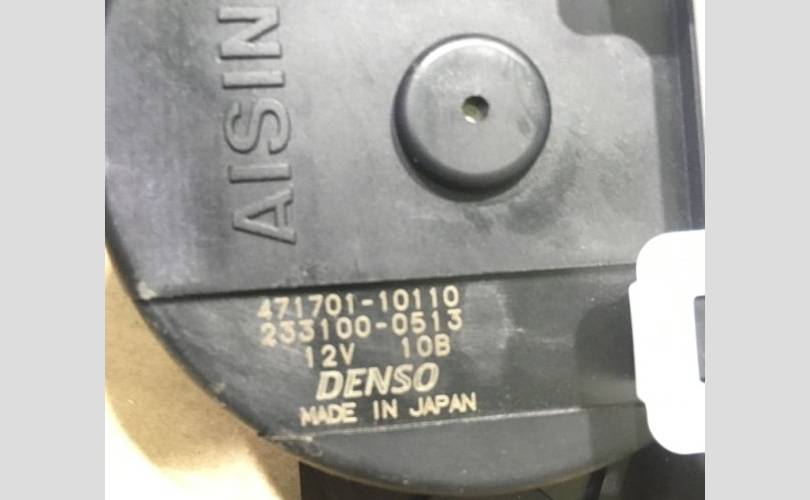 AISIN
471701-10110
233100-0513
12V 10B
DENSO
MADE IN JAPAN